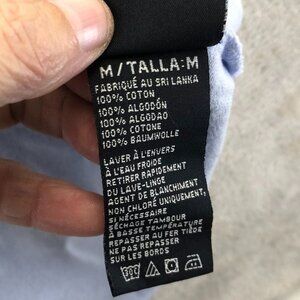 M/TALLA:M
FABRIQUÉ AU SRI LANKA
100% COTON
100% ALGODÓN
100% ALGODAO
100% COTONE
100% BAUMWOLLE
LAVER À L'ENVERS
À L'EAU FROIDE
RETIRER RAPIDEMENT
DU LAVE-LINGE
AGENT DE BLANCHIMENT
NON CHLORÉ UNIQUEMENT,
SI NÉCESSAIRE
SÉCHAGE TAMBOUR
À BASSE TEMPÉRATURE
REPASSER AU FER TIÈDE
NE PAS REPASSER
SUR LES BORDS